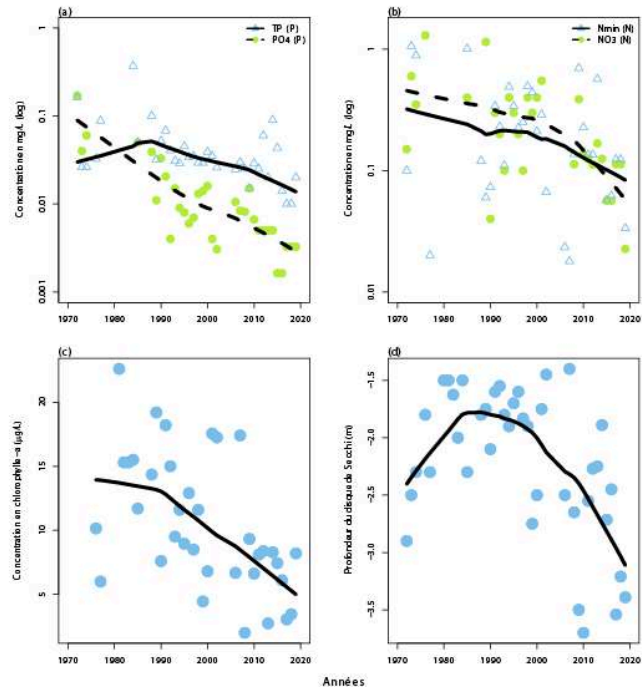 (a)
TP (P)
PO4 (P)
Concentratione n mg/L (log)
0.001
0.01
0.1
1
1970 1980 1990 2000 2010 2020
(b)
Nmin (N)
NO3 (N)
Concentratione n mg/L (log)
0.01
0.1
1
1970 1980 1990 2000 2010 2020
(c)
Concentration en chlorophylle-a (µg/L)
5
10
15
20
1970 1980 1990 2000 2010 2020
(d)
Profondeur du disque de Secchi (m)
-3.5
-3.0
-2.5
-2.0
-1.5
1970 1980 1990 2000 2010 2020
Années